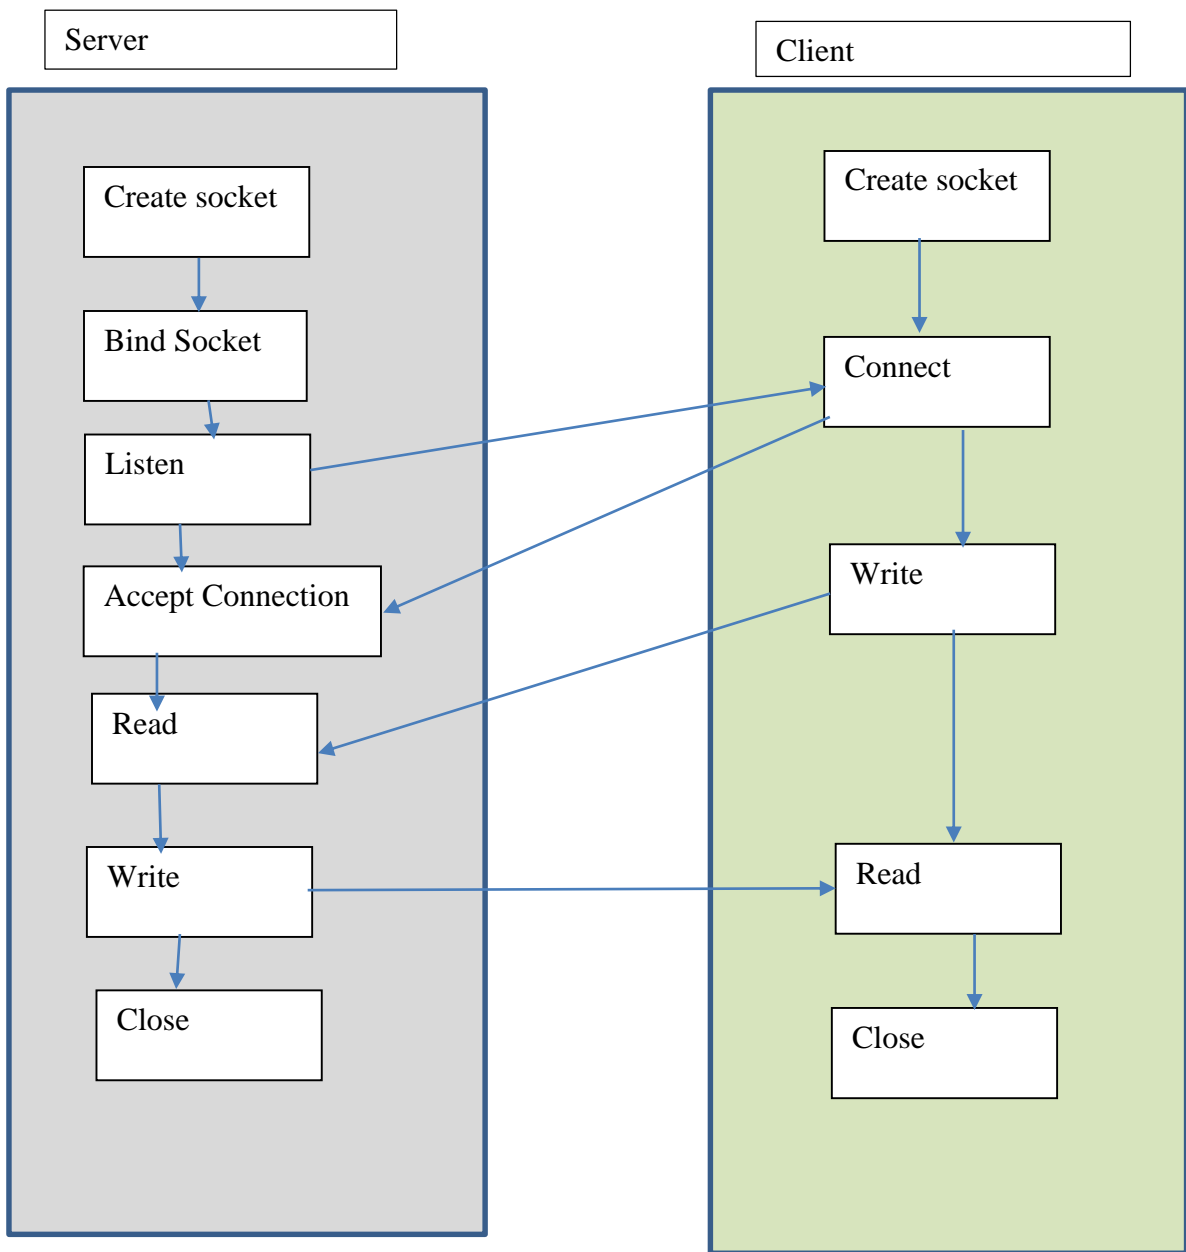 Server
Create socket
Bind Socket
Listen
Accept Connection
Read
Write
Close
Client
Create socket
Connect
Write
Read
Close